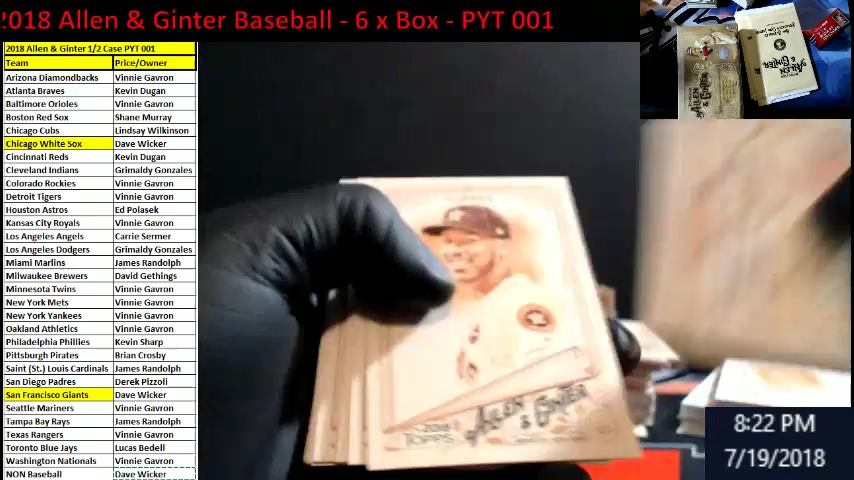 2018 Allen & Ginter Baseball - 6 x Box - PYT 001
2018 Allen & Ginter 1/2 Case PYT 001
Team Price/Owner
Arizona Diamondbacks Vinnie Gavron
Atlanta Braves Kevin Dugan
Baltimore Orioles Vinnie Gavron
Boston Red Sox Shane Murray
Chicago Cubs Lindsay Wilkinson
Chicago White Sox Dave Wicker
Cincinnati Reds Kevin Dugan
Cleveland Indians Grimaldy Gonzales
Colorado Rockies Vinnie Gavron
Detroit Tigers Vinnie Gavron
Houston Astros Ed Polasek
Kansas City Royals Vinnie Gavron
Los Angeles Angels Carrie Sermer
Los Angeles Dodgers Grimaldy Gonzales
Miami Marlins James Randolph
Milwaukee Brewers David Gethings
Minnesota Twins Vinnie Gavron
New York Mets Vinnie Gavron
New York Yankees Vinnie Gavron
Oakland Athletics Vinnie Gavron
Philadelphia Phillies Kevin Sharp
Pittsburgh Pirates Brian Crosby
Saint (St.) Louis Cardinals James Randolph
San Diego Padres Derek Pizzoli
San Francisco Giants Dave Wicker
Seattle Mariners Vinnie Gavron
Tampa Bay Rays James Randolph
Texas Rangers Vinnie Gavron
Toronto Blue Jays Lucas Bedell
Washington Nationals Vinnie Gavron
NON Baseball Dave Wicker
2018
TOPPS
ALLEN & GINTER
ALLEN & GINTER
ALLEN & GINTER
8:22 PM
7/19/2018